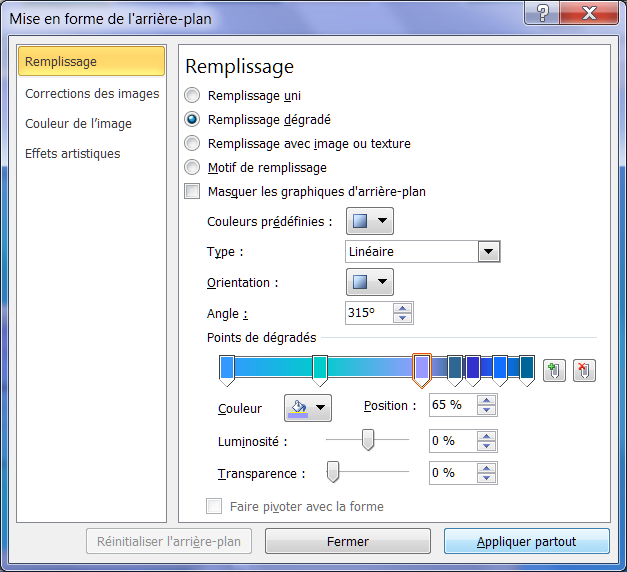 Mise en forme de l'arrière-plan
?
Remplissage
Corrections des images
Couleur de l'image
Effets artistiques
Remplissage
Remplissage uni
Remplissage dégradé
Remplissage avec image ou texture
Motif de remplissage
Masquer les graphiques d'arrière-plan
Couleurs prédéfinies :
Type : Linéaire
Orientation :
Angle : 315°
Points de dégradés
Couleur Position : 65 %
Luminosité : 0 %
Transparence : 0 %
Faire pivoter avec la forme
Réinitialiser l'arrière-plan Fermer Appliquer partout